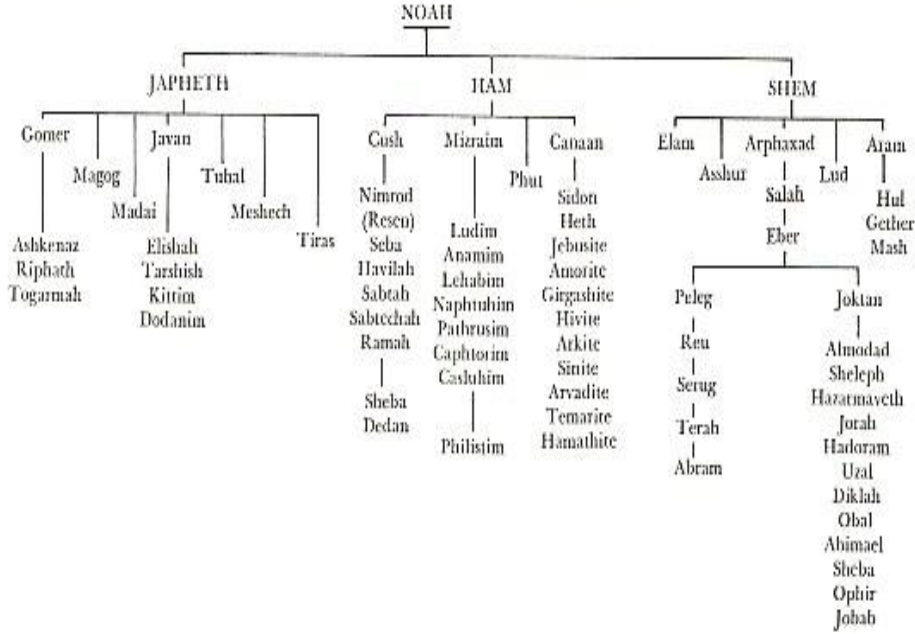 NOAH
JAPHETH HAM SHEM
Gomer Javan Cush Mizraim Canaan Elam Arphaxad Aram
Magog Tubal Phut Asshur Lud
Madai Meshech Tiras
Ashkenaz
Riphath
Togarmah
Elishah
Tarshish
Kittim
Dodanim
Nimrod
(Resen)
Seba
Havilah
Sabtah
Sabtechah
Ramah
Sheba
Dedan
Ludim
Anamim
Lehabim
Naphtuhim
Pathrusim
Caphtorim
Casluhim
Philistim
Sidon
Heth
Jebusite
Amorite
Girgashite
Hivite
Arkite
Sinite
Arvadite
Temarite
Hamathite
Salah
Eber
Peleg
Reu
Serug
Terah
Abram
Joktan
Almodad
Sheleph
Hazarmaveth
Jorah
Hadoram
Uzal
Diklah
Obal
Abimael
Sheba
Ophir
Jobab
Hul
Gether
Mash